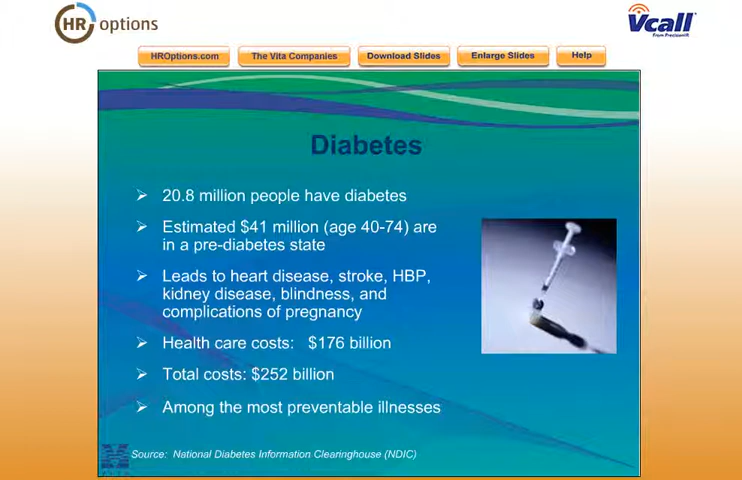 HR options
Vcall
From Precision IR
HROptions.com
The Vita Companies
Download Slides
Enlarge Slides
Help
Diabetes
20.8 million people have diabetes
Estimated $41 million (age 40-74) are
in a pre-diabetes state
Leads to heart disease, stroke, HBP,
kidney disease, blindness, and
complications of pregnancy
Health care costs: $176 billion
Total costs: $252 billion
Among the most preventable illnesses
Source: National Diabetes Information Clearinghouse (NDIC)
VITA